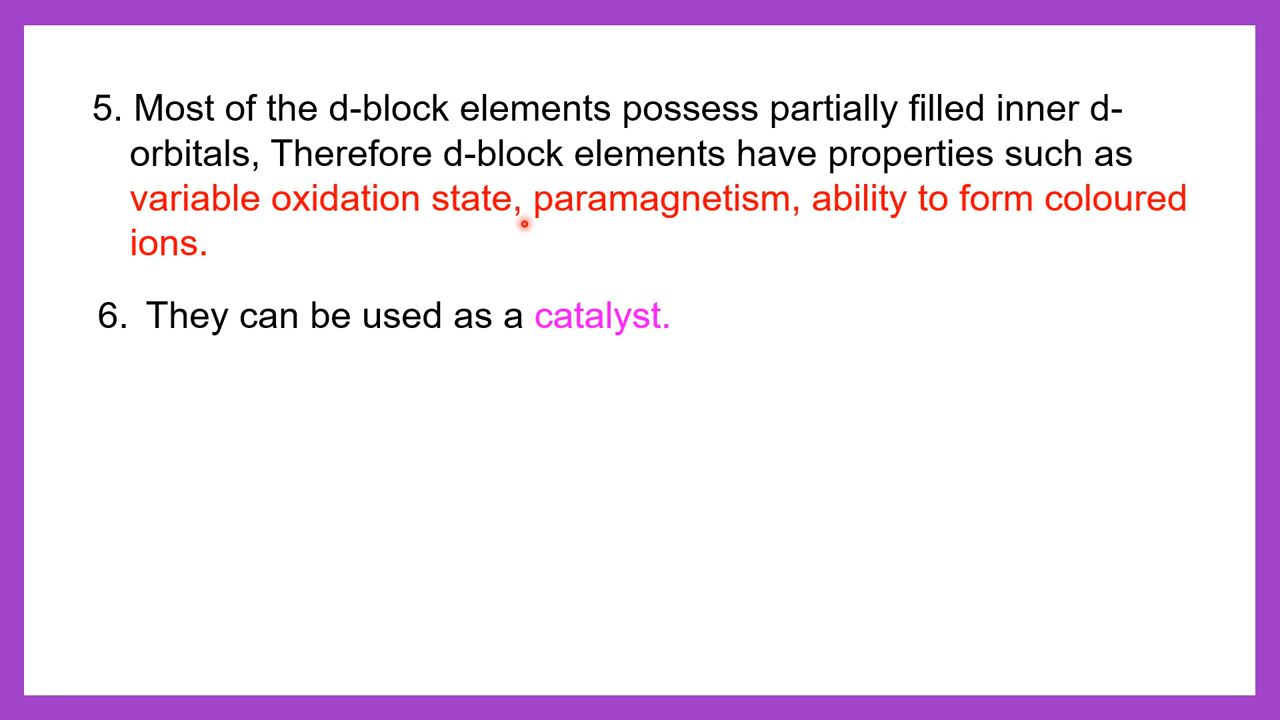 5. Most of the d-block elements possess partially filled inner d-
orbitals, Therefore d-block elements have properties such as
variable oxidation state, paramagnetism, ability to form coloured
ions.
6. They can be used as a catalyst.